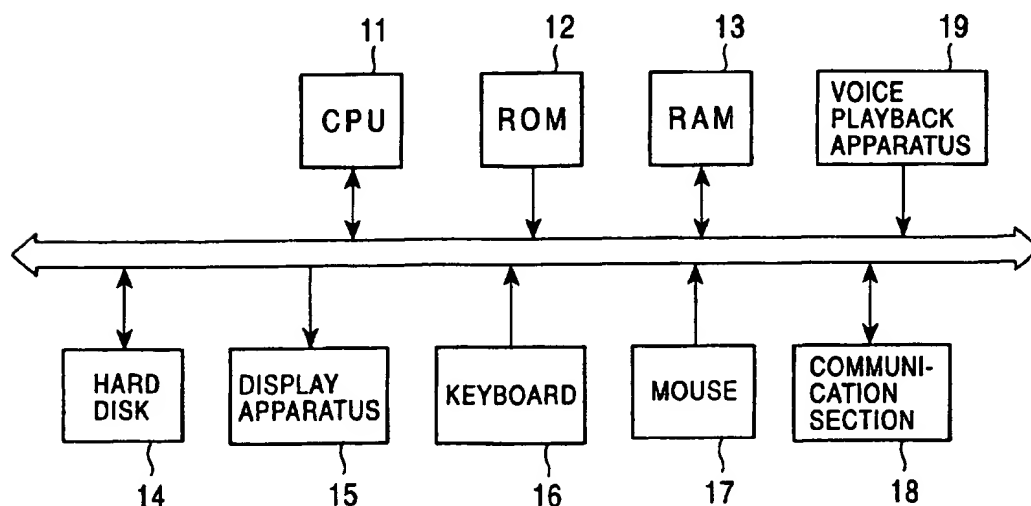 11
12
13
19
CPU
ROM
RAM
VOICE
PLAYBACK
APPARATUS
HARD
DISK
DISPLAY
APPARATUS
KEYBOARD
MOUSE
COMMUNI-
CATION
SECTION
14
15
16
17
18